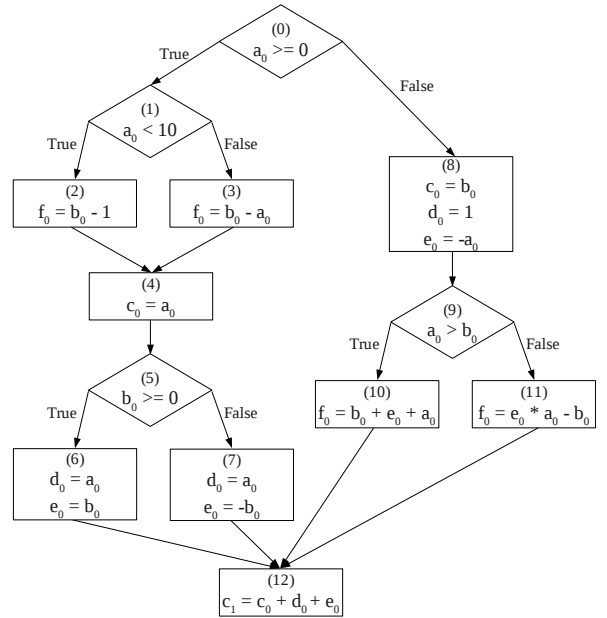 (0)
a₀ >= 0
True
False
(1)
a₀ < 10
True
False
(2)
f₀ = b₀ - 1
(3)
f₀ = b₀ - a₀
(8)
c₀ = b₀
d₀ = 1
e₀ = -a₀
(4)
c₀ = a₀
(9)
a₀ > b₀
True
False
(5)
b₀ >= 0
True
False
(10)
f₀ = b₀ + e₀ + a₀
(11)
f₀ = e₀ * a₀ - b₀
(6)
d₀ = a₀
e₀ = b₀
(7)
d₀ = a₀
e₀ = -b₀
(12)
c₁ = c₀ + d₀ + e₀